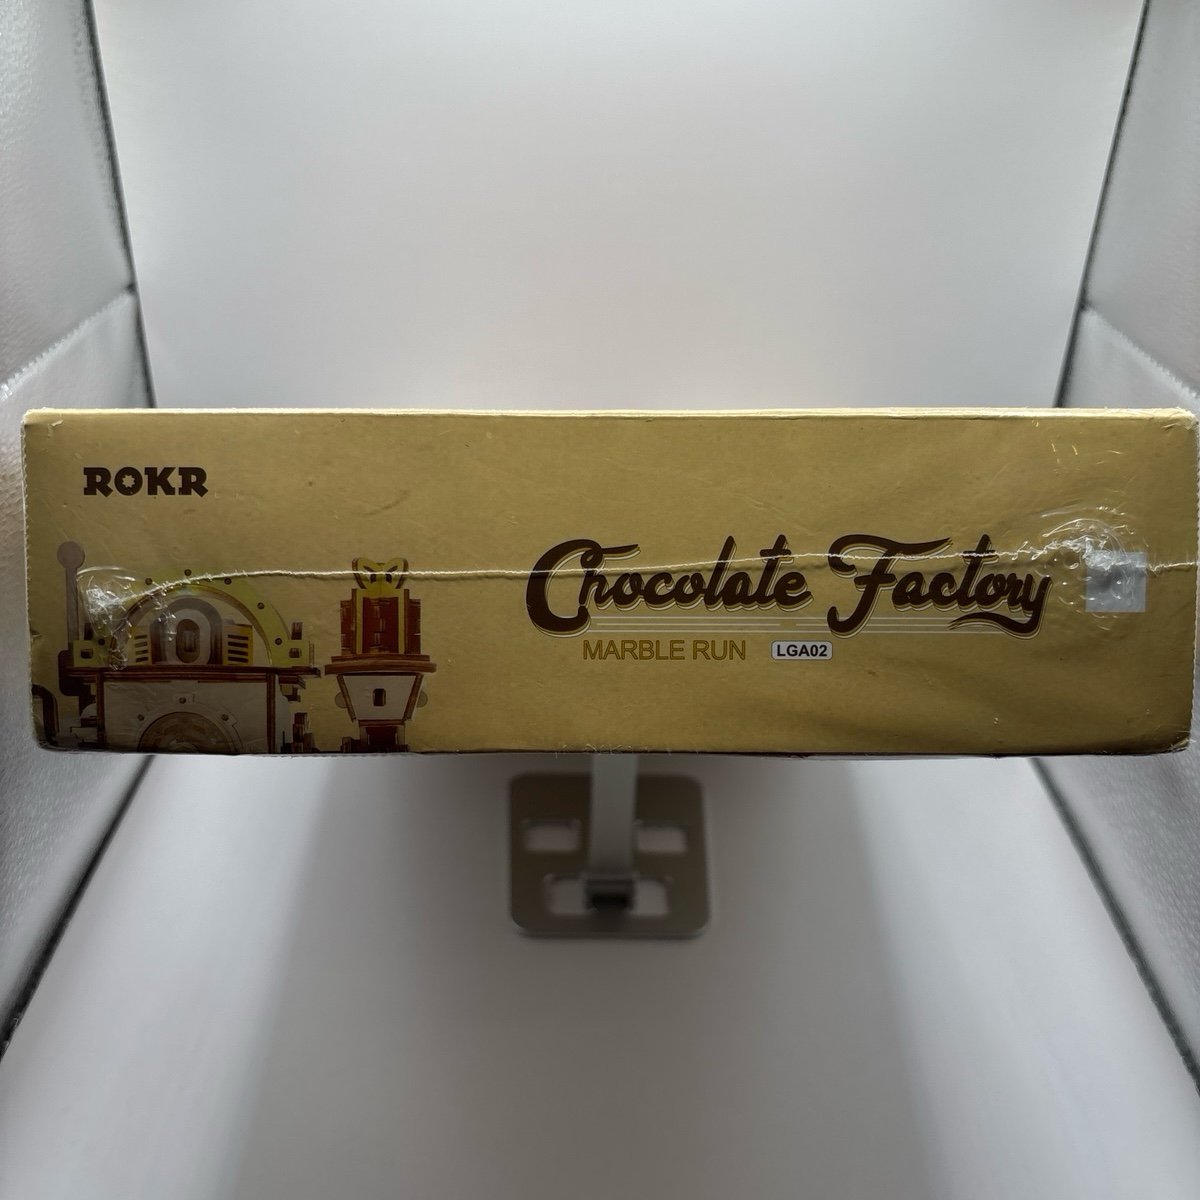 ROKR
Chocolate Factory
MARBLE RUN LGA02